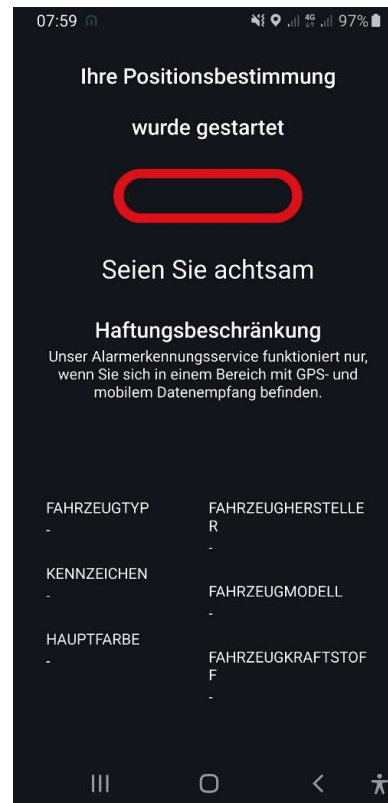 07:59 4G 97%
Ihre Positionsbestimmung
wurde gestartet
Seien Sie achtsam
Haftungsbeschränkung
Unser Alarmerkennungsservice funktioniert nur,
wenn Sie sich in einem Bereich mit GPS- und
mobilem Datenempfang befinden.
FAHRZEUGTYP
-
KENNZEICHEN
-
HAUPTFARBE
-
FAHRZEUGHERSTELLE
R
-
FAHRZEUGMODELL
-
FAHRZEUGKRAFTSTOF
F
-